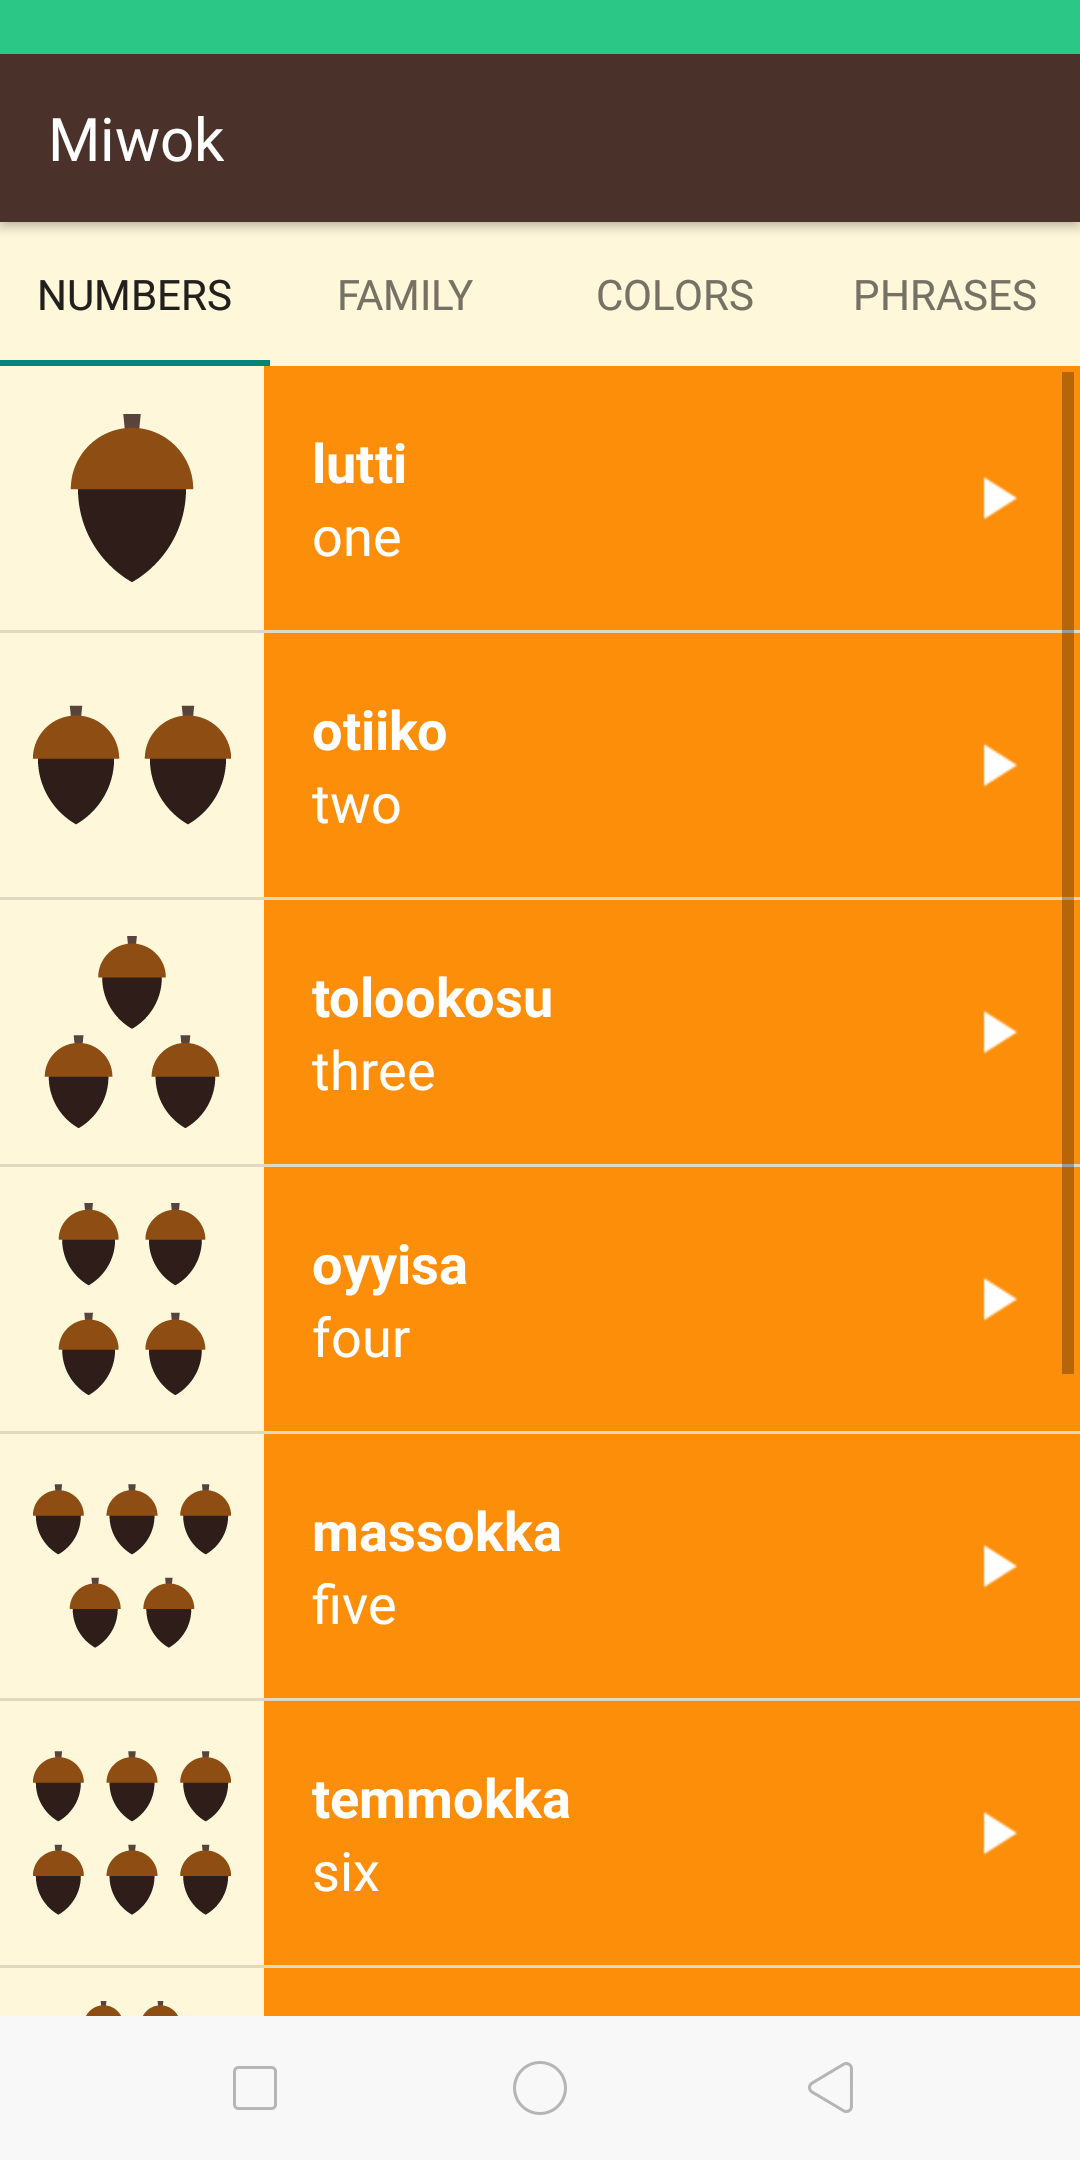 Miwok
NUMBERS FAMILY COLORS PHRASES
lutti
one
otiiko
two
tolookosu
three
oyyisa
four
massokka
five
temmokka
six